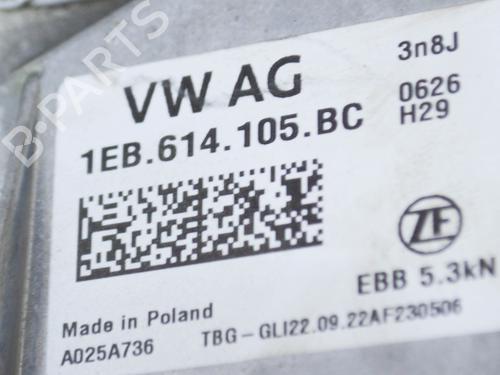 B-PARTS
VW AG
3n8J
1EB.614.105.BC
0626
H29
ZF
EBB 5.3kN
Made in Poland
A025A736
TBG-GLI22.09.22AF230506